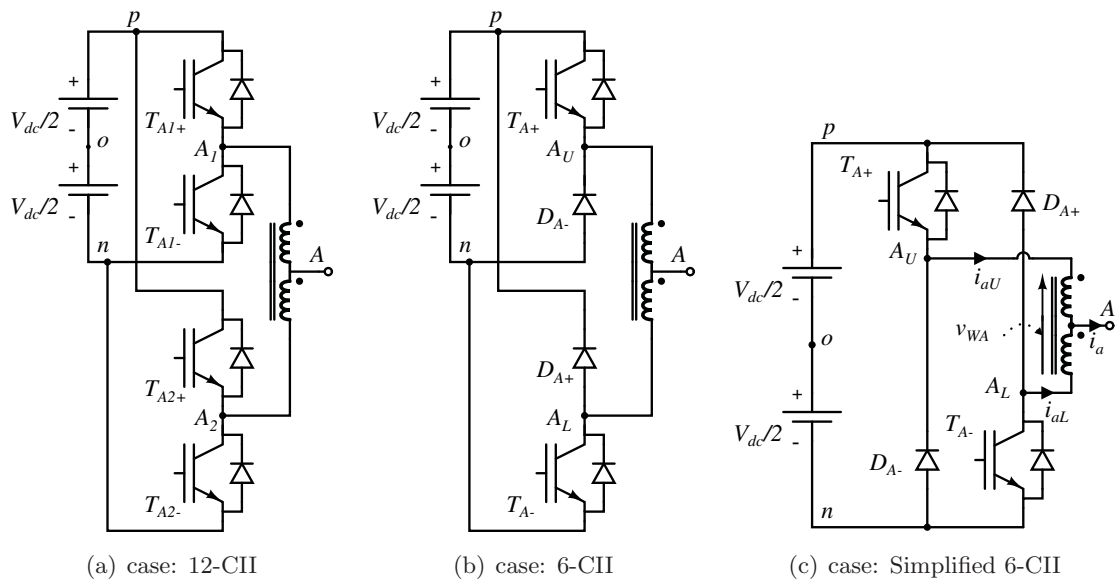 p
+
V_dc/2
-
o
+
V_dc/2
-
n
T_A1+
A_1
T_A1-
A
T_A2+
A_2
T_A2-
(a) case: 12-CII
p
+
V_dc/2
-
o
+
V_dc/2
-
n
T_A+
A_U
D_A-
A
D_A+
A_L
T_A-
(b) case: 6-CII
p
T_A+
D_A+
A_U
i_aU
+
V_dc/2
-
v_WA
A
i_a
o
A_L
i_aL
+
V_dc/2
-
T_A-
D_A-
n
(c) case: Simplified 6-CII